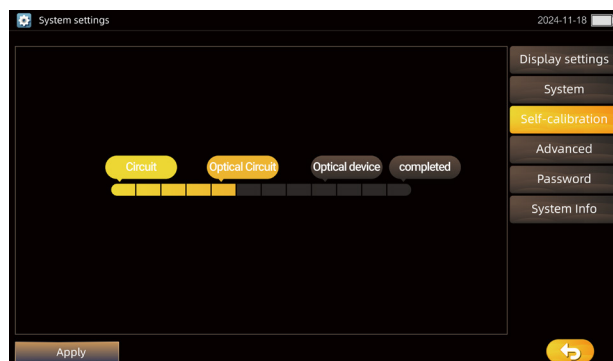 System settings
2024-11-18
Display settings
System
Self-calibration
Advanced
Password
System Info
Circuit
Optical Circuit
Optical device
completed
Apply